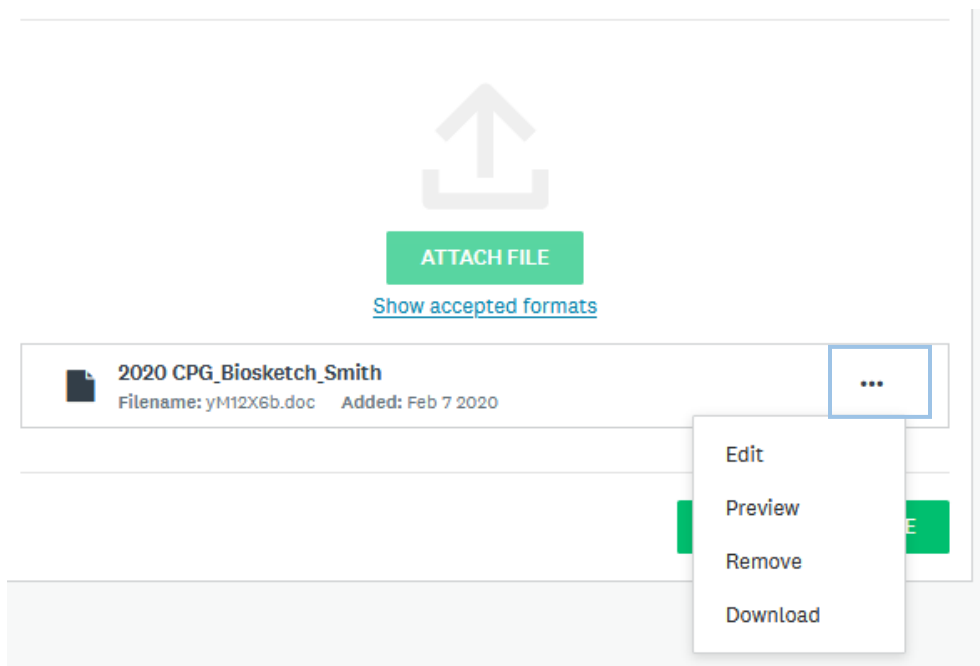 ATTACH FILE
Show accepted formats
2020 CPG_Biosketch_Smith
Filename: yM12X6b.doc Added: Feb 7 2020
•••
Edit
Preview
E
Remove
Download